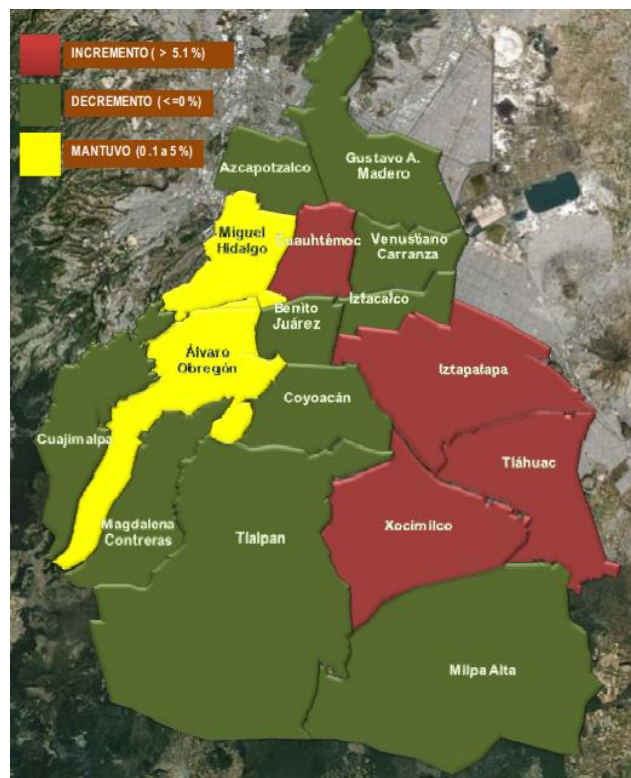 INCREMENTO ( > 5.1 %)
DECREMENTO ( <=0 %)
MANTUVO (0 .1 a 5 %)
Azcapotzalco
Gustavo A.
Madero
Miguel
Hidalgo
Cuauhtémoc
Venustiano
Carranza
Iztacalco
Benito
Juárez
Álvaro
Obregón
Iztapalapa
Coyoacán
Cuajimalpa
Tláhuac
Magdalena
Contreras
Tlalpan
Xocimilco
Milpa Alta